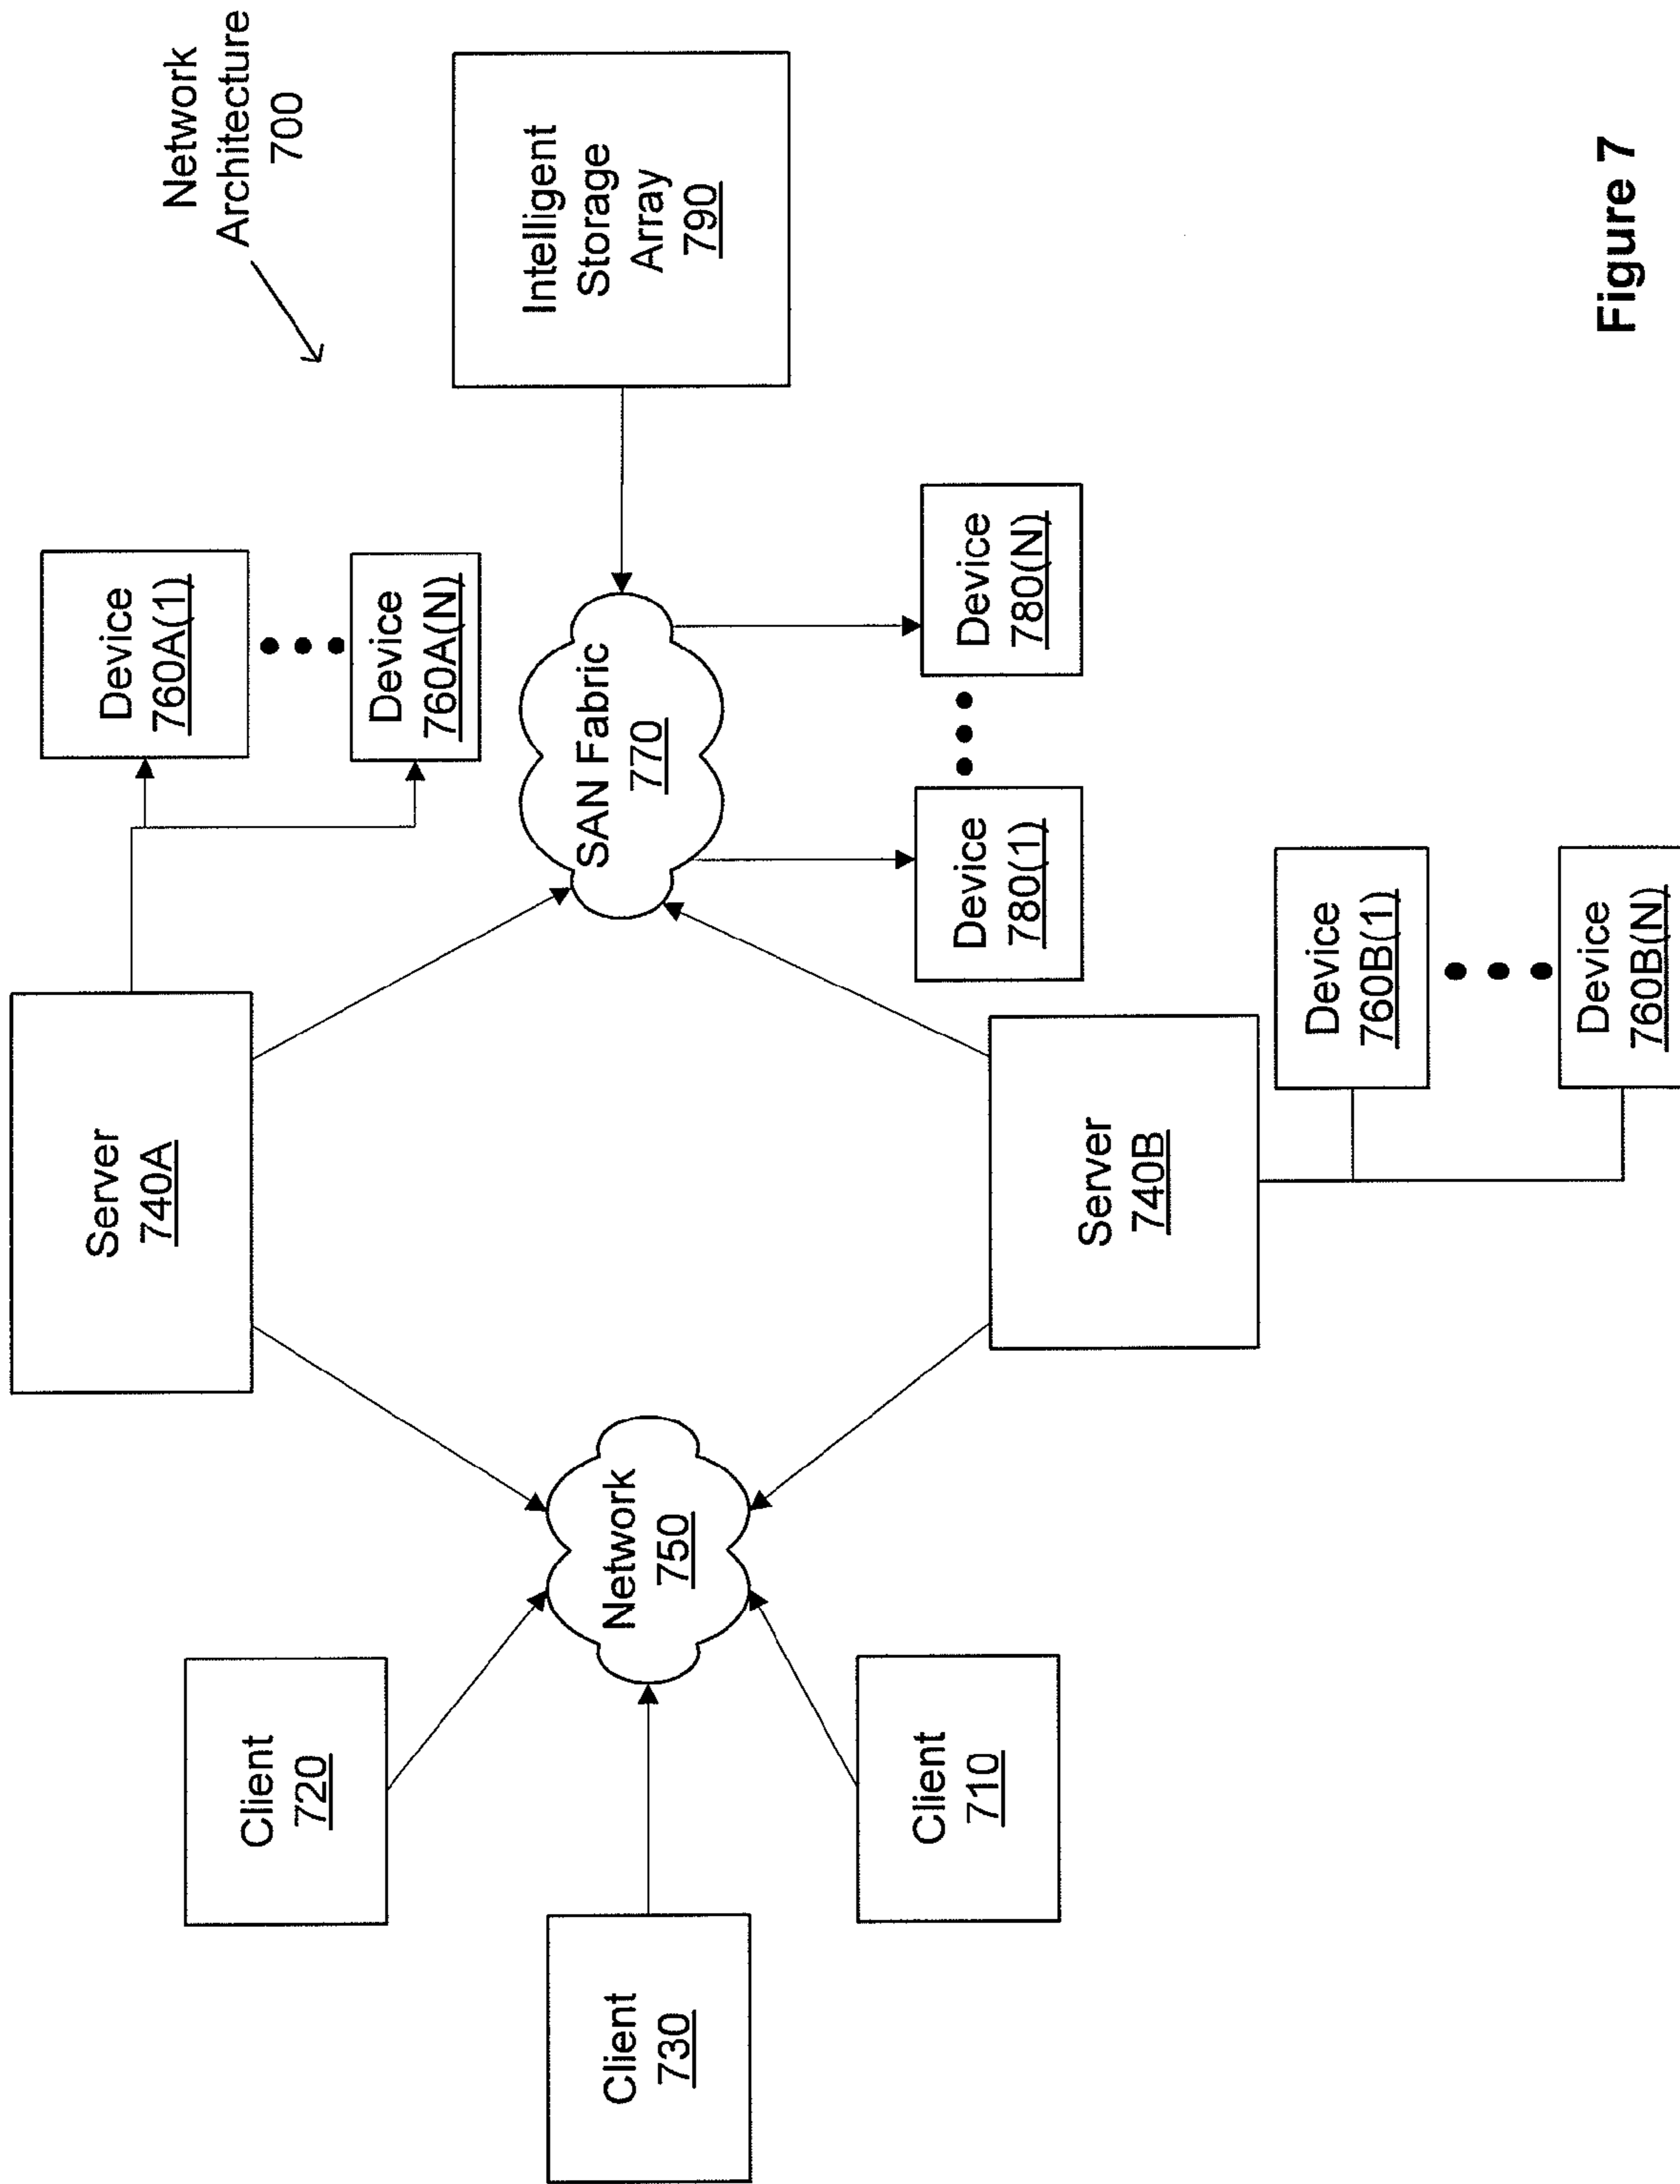 Network
Architecture
700
Server
740A
Device
760A(1)
Device
760A(N)
Client
720
Client
730
Network
750
SAN Fabric
770
Intelligent
Storage
Array
790
Client
710
Device
780(1)
Device
780(N)
Server
740B
Device
760B(1)
Device
760B(N)
Figure 7